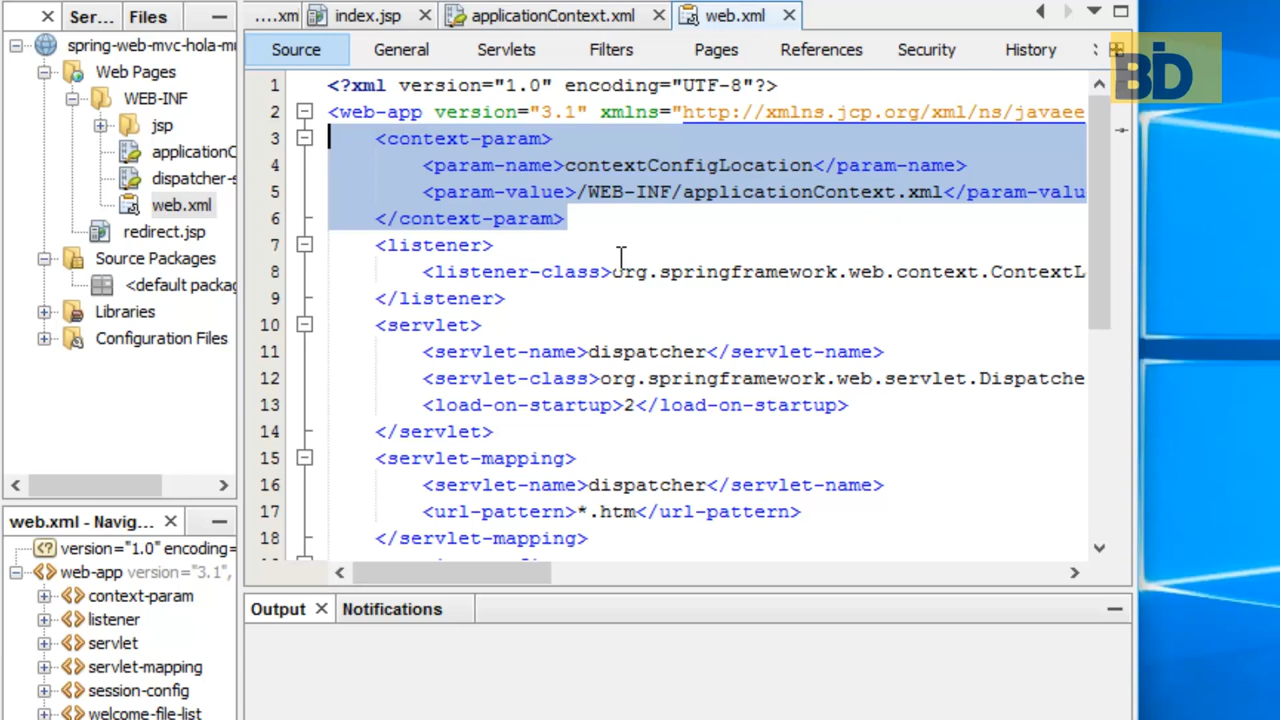 Ser...
Files
....xm
index.jsp
applicationContext.xml
web.xml
Source
General
Servlets
Filters
Pages
References
Security
History
BID
spring-web-mvc-hola-mu
Web Pages
WEB-INF
jsp
applicationC
dispatcher-s
web.xml
redirect.jsp
Source Packages
<default packag
Libraries
Configuration Files
1 <?xml version="1.0" encoding="UTF-8"?>
2 <web-app version="3.1" xmlns="http://xmlns.jcp.org/xml/ns/javaee
3 <context-param>
4 <param-name>contextConfigLocation</param-name>
5 <param-value>/WEB-INF/applicationContext.xml</param-valu
6 </context-param>
7 <listener>
8 <listener-class>org.springframework.web.context.ContextL
9 </listener>
10 <servlet>
11 <servlet-name>dispatcher</servlet-name>
12 <servlet-class>org.springframework.web.servlet.Dispatche
13 <load-on-startup>2</load-on-startup>
14 </servlet>
15 <servlet-mapping>
16 <servlet-name>dispatcher</servlet-name>
17 <url-pattern>*.htm</url-pattern>
18 </servlet-mapping>
web.xml - Navig...
version="1.0" encoding=
web-app version="3.1",
context-param
listener
servlet
servlet-mapping
session-config
welcome-file-list
Output
Notifications